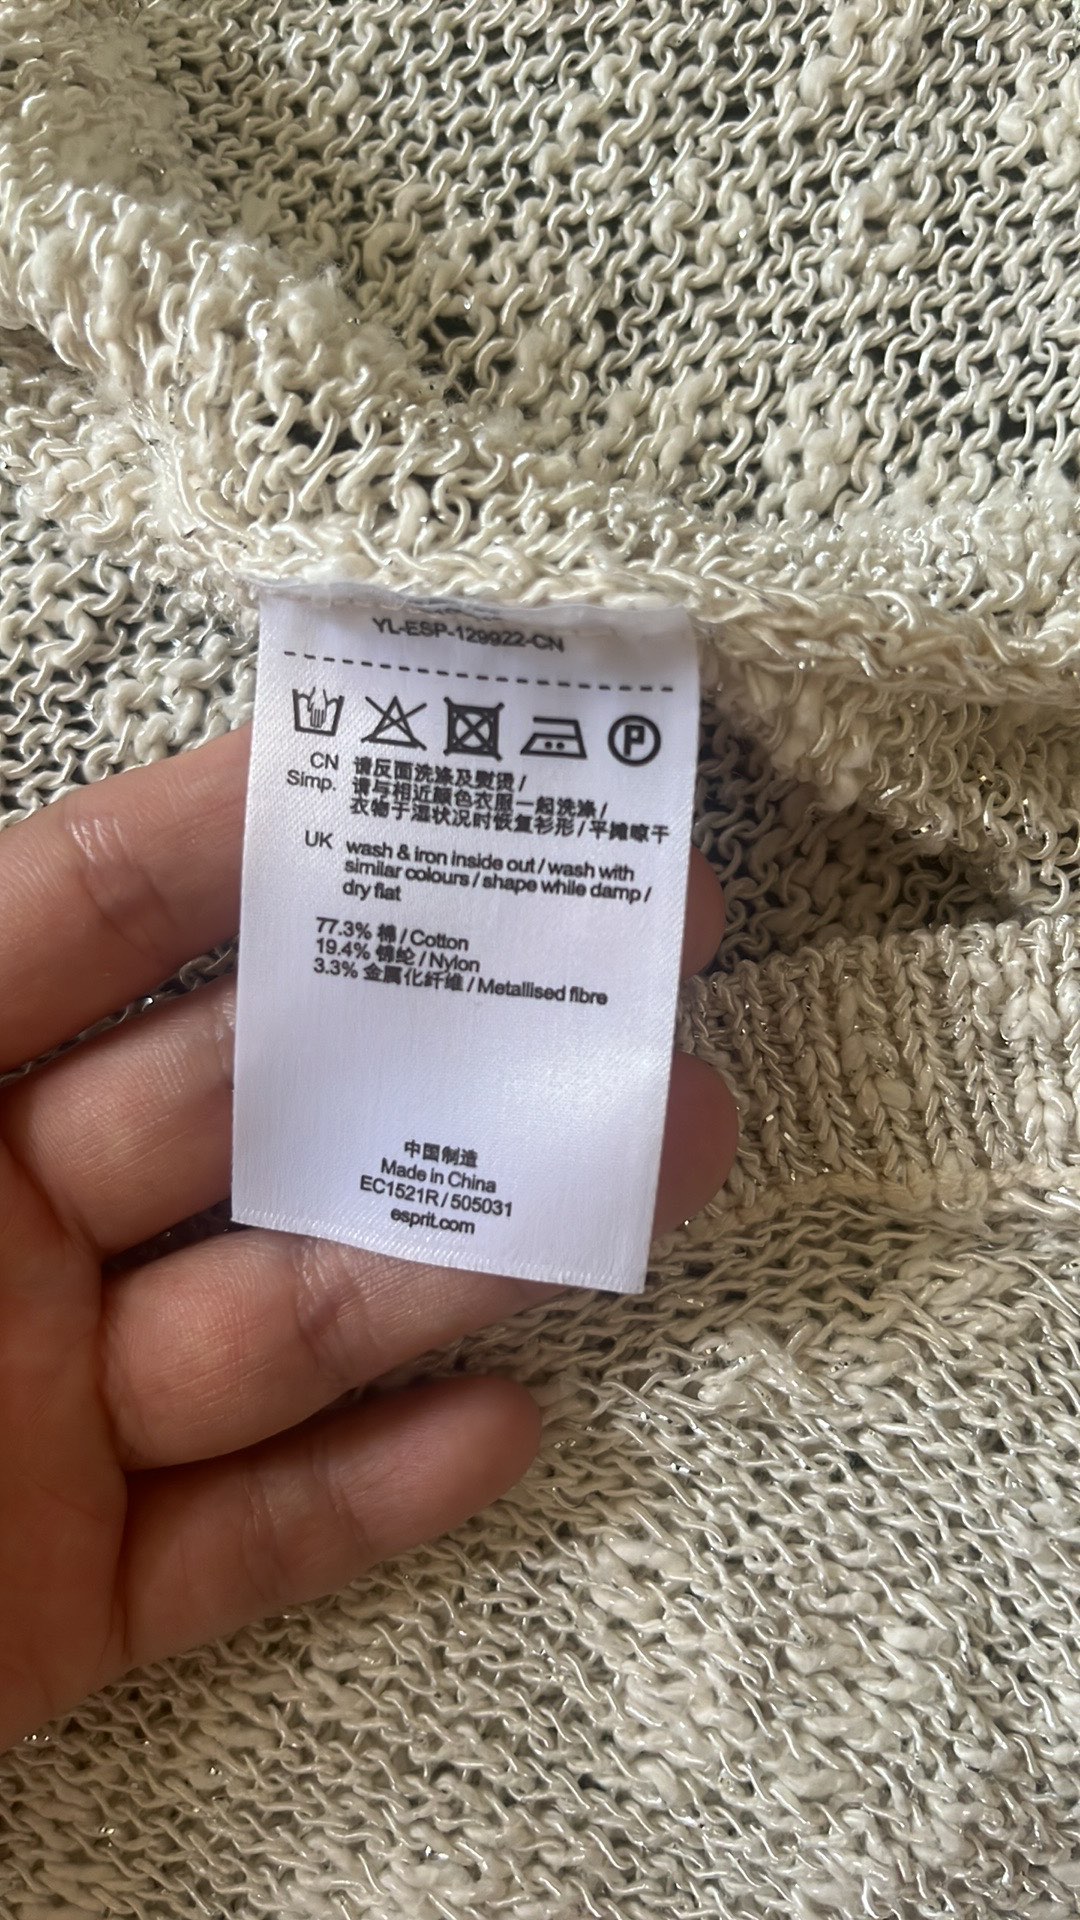 YL-ESP-129922-CN
P
CN 请反面洗涤及熨烫/
Simp. 请与相近颜色衣服一起洗涤/
衣物于湿状况时恢复衫形/平摊晾干
UK wash & iron inside out/wash with
similar colours/shape while damp/
dry flat
77.3% 棉/Cotton
19.4% 锦纶/Nylon
3.3% 金属化纤维/Metallised fibre
中国制造
Made in China
EC1521R/505031
esprit.com